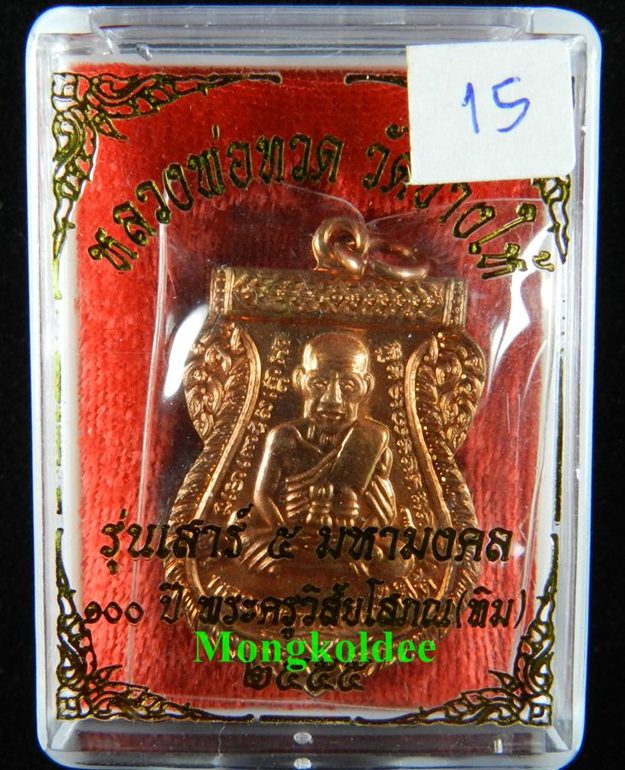 15
หลวงพ่อทวด วัดช้างให้
รุ่นเสาร์ ๕ มหามงคล
๑๐๐ ปี พระครูวิสัยโสภณ(ทิม)
Mongkoldee
๒๕๕๕